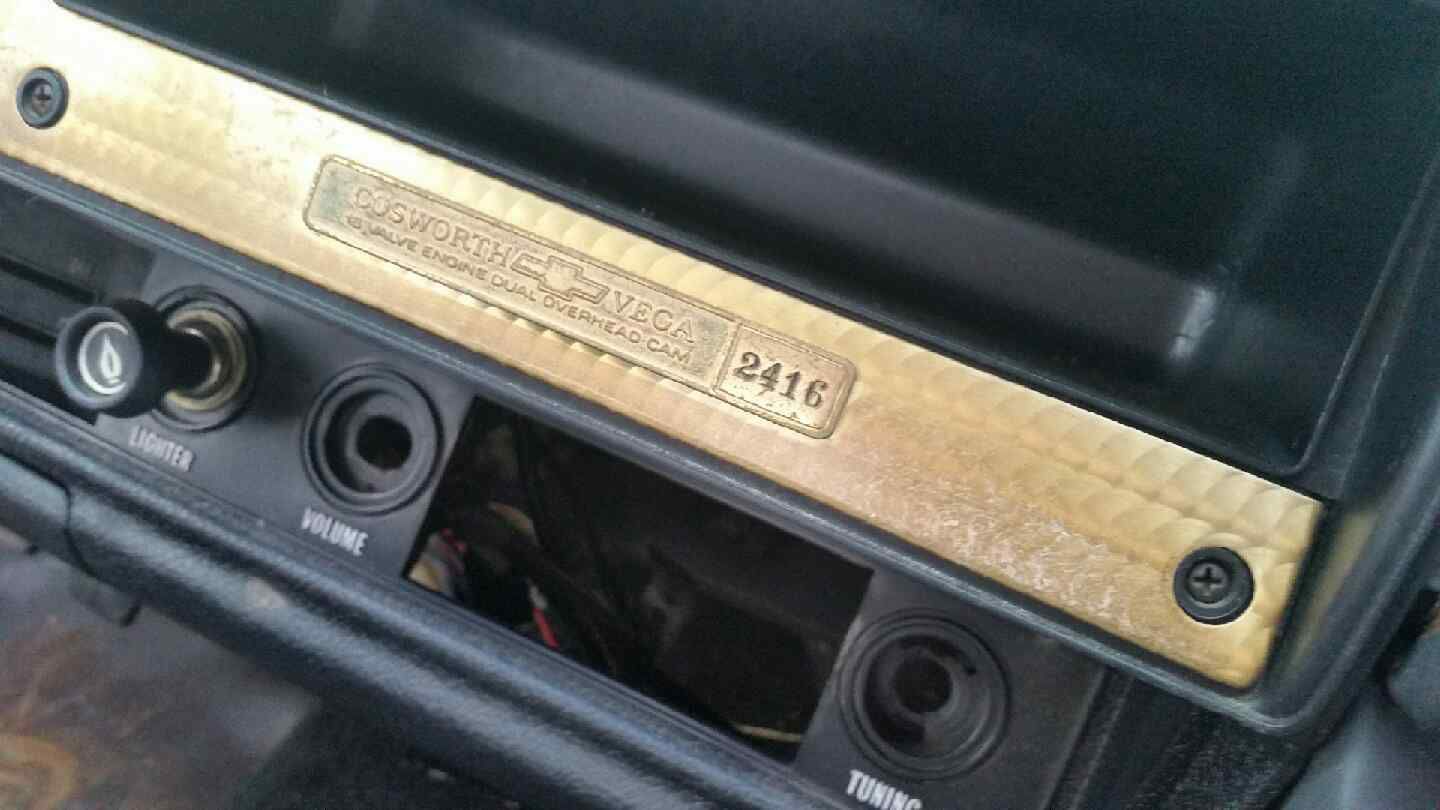 COSWORTH VEGA
16 VALVE ENGINE DUAL OVERHEAD CAM
2416
LIGHTER
VOLUME
TUNING